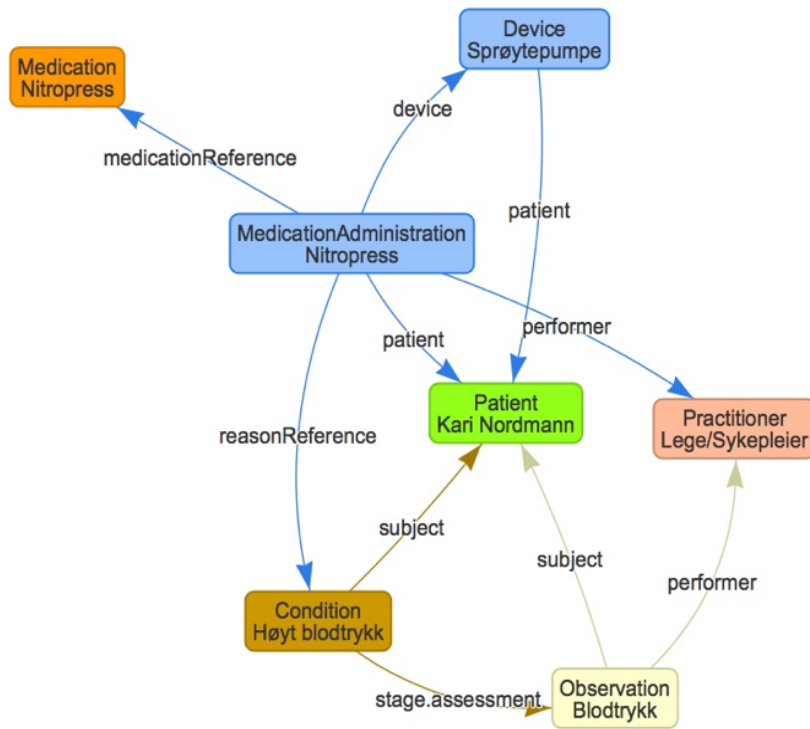 Device
Sprøytepumpe
Medication
Nitropress
device
medicationReference
patient
MedicationAdministration
Nitropress
performer
patient
Patient
Kari Nordmann
Practitioner
Lege/Sykepleier
reasonReference
subject
subject
performer
Condition
Høyt blodtrykk
stage.assessment
Observation
Blodtrykk